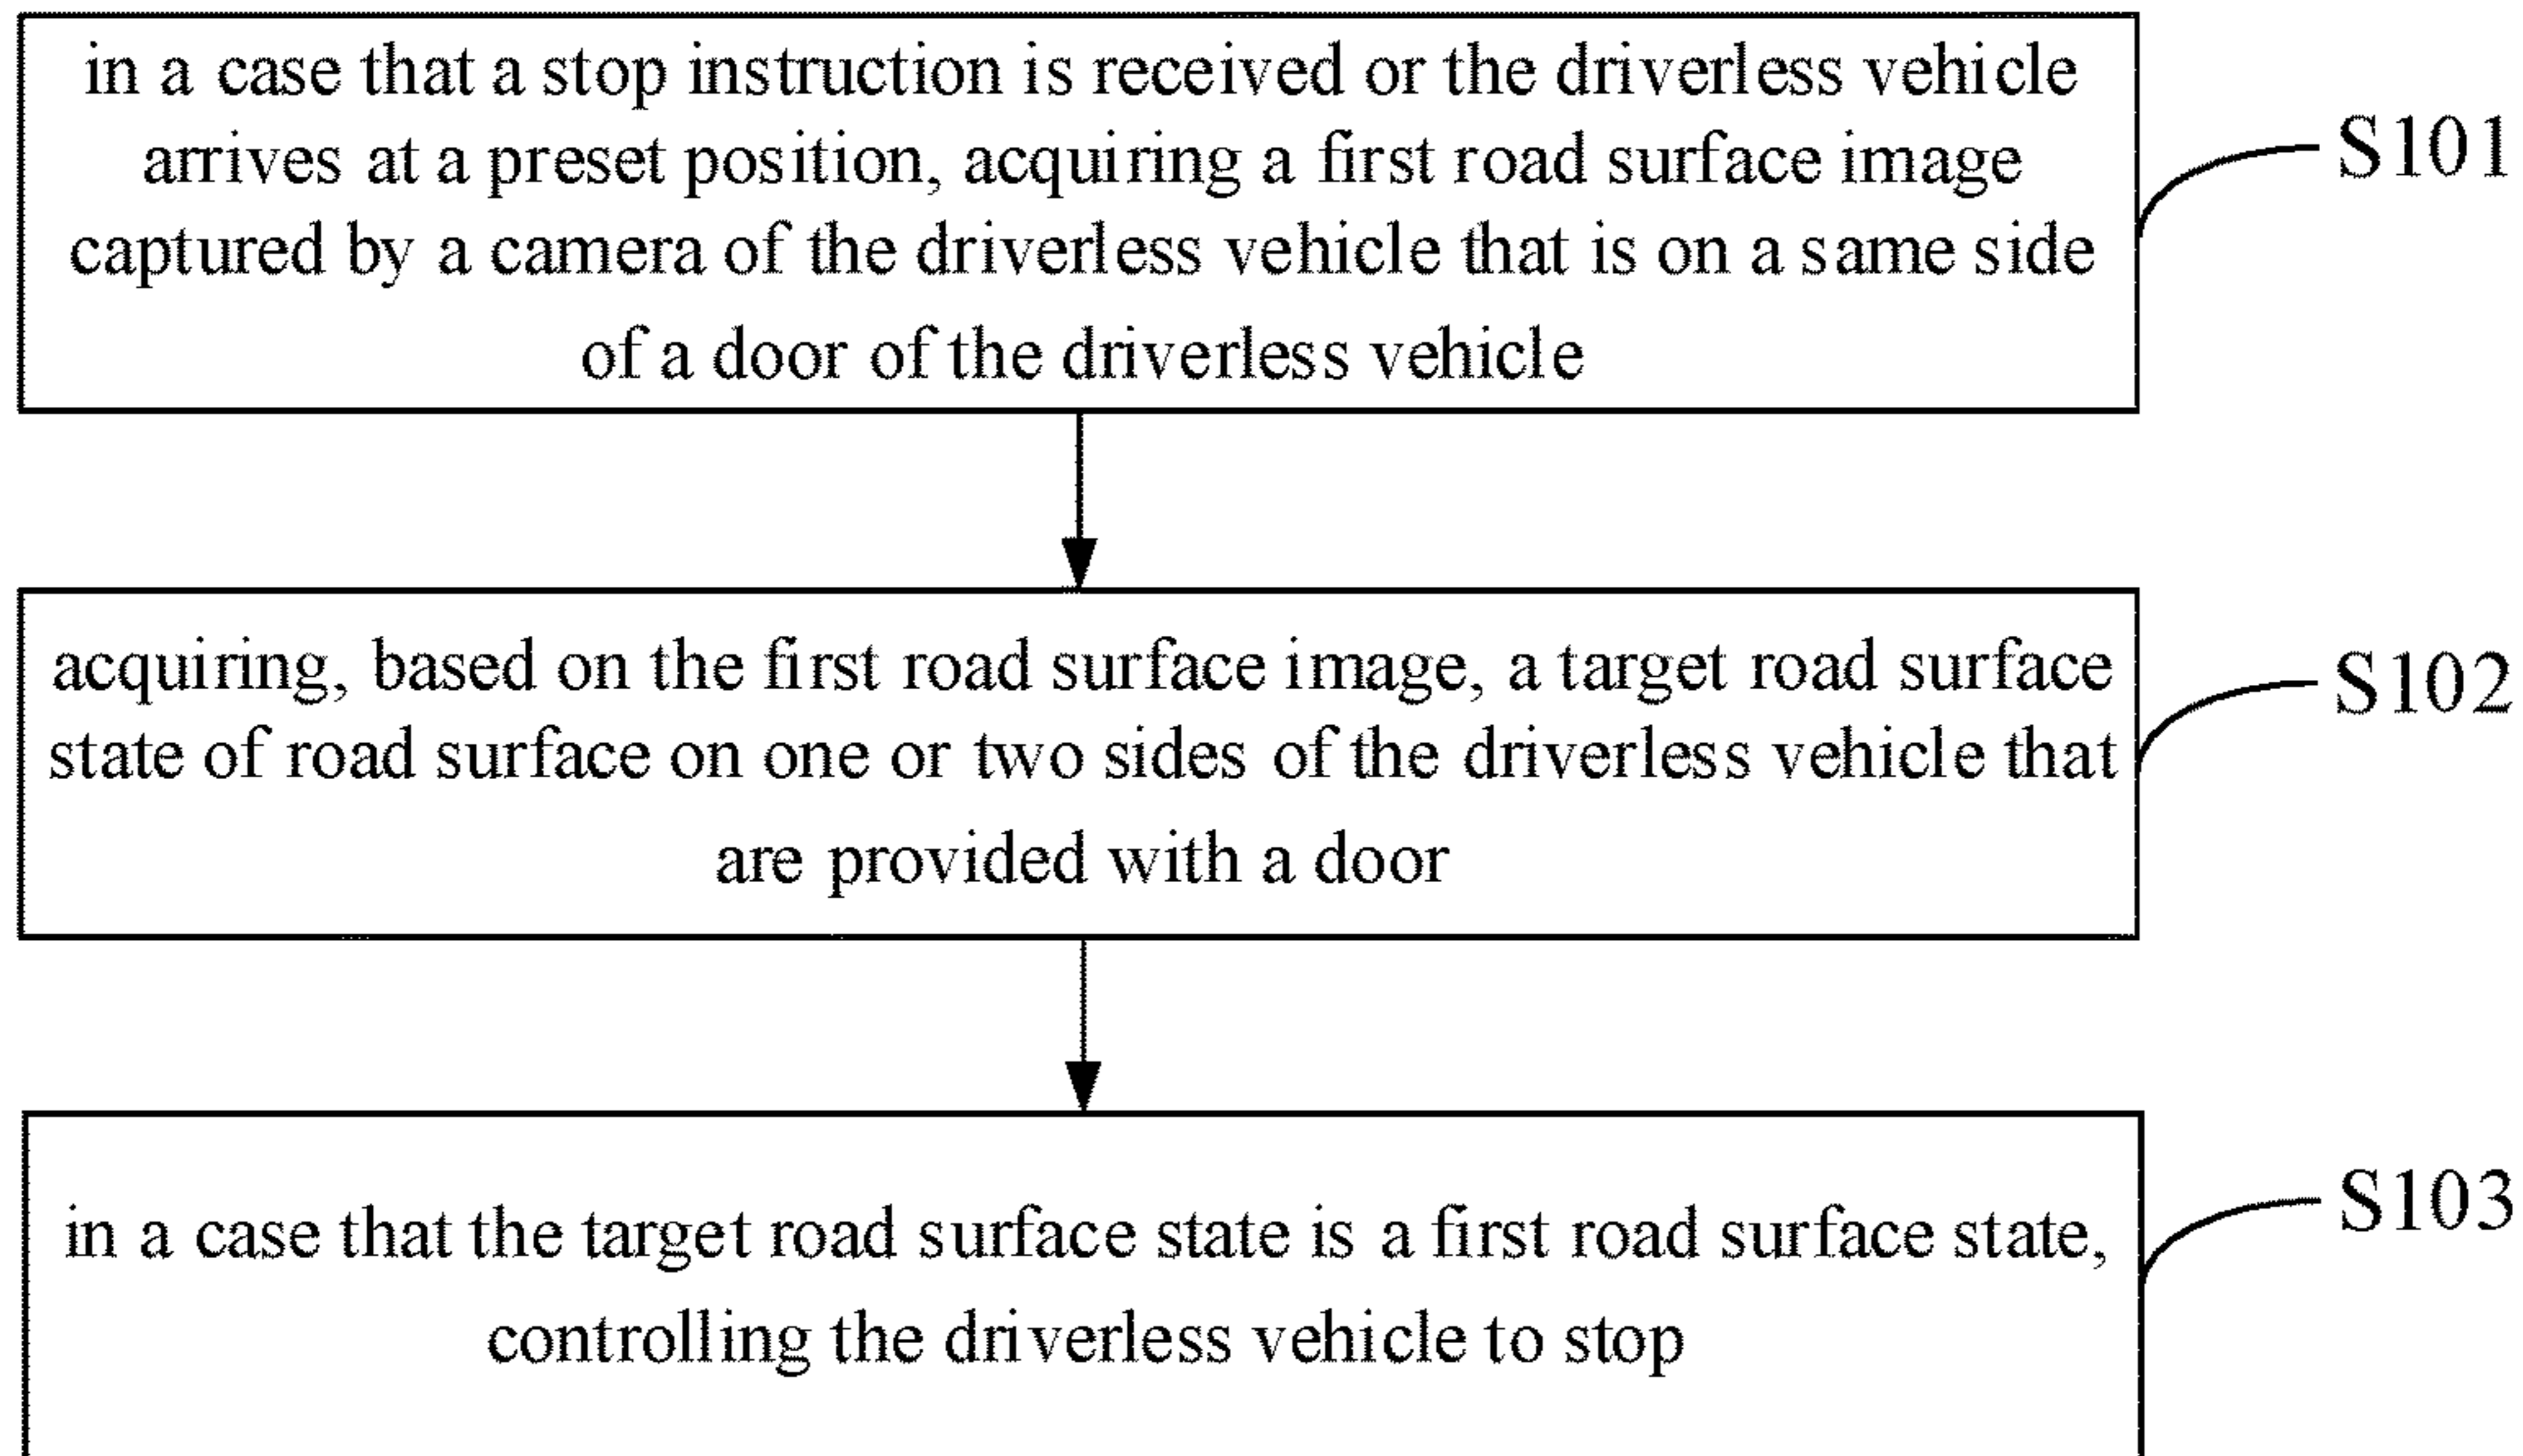 in a case that a stop instruction is received or the driverless vehicle
arrives at a preset position, acquiring a first road surface image
captured by a camera of the driverless vehicle that is on a same side
of a door of the driverless vehicle
S101
acquiring, based on the first road surface image, a target road surface
state of road surface on one or two sides of the driverless vehicle that
are provided with a door
S102
in a case that the target road surface state is a first road surface state,
controlling the driverless vehicle to stop
S103